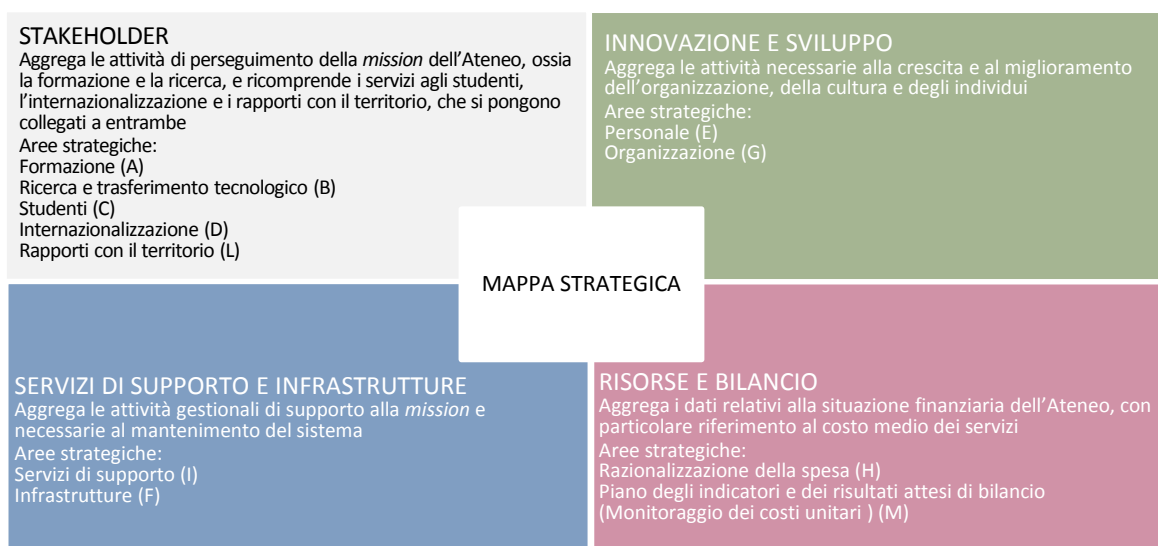 STAKEHOLDER
Aggrega le attività di perseguimento della mission dell'Ateneo, ossia
la formazione e la ricerca, e ricomprende i servizi agli studenti,
l'internazionalizzazione e i rapporti con il territorio, che si pongono
collegati a entrambe
Aree strategiche:
Formazione (A)
Ricerca e trasferimento tecnologico (B)
Studenti (C)
Internazionalizzazione (D)
Rapporti con il territorio (L)
INNOVAZIONE E SVILUPPO
Aggrega le attività necessarie alla crescita e al miglioramento
dell'organizzazione, della cultura e degli individui
Aree strategiche:
Personale (E)
Organizzazione (G)
MAPPA STRATEGICA
SERVIZI DI SUPPORTO E INFRASTRUTTURE
Aggrega le attività gestionali di supporto alla mission e
necessarie al mantenimento del sistema
Aree strategiche:
Servizi di supporto (I)
Infrastrutture (F)
RISORSE E BILANCIO
Aggrega i dati relativi alla situazione finanziaria dell'Ateneo, con
particolare riferimento al costo medio dei servizi
Aree strategiche:
Razionalizzazione della spesa (H)
Piano degli indicatori e dei risultati attesi di bilancio
(Monitoraggio dei costi unitari ) (M)